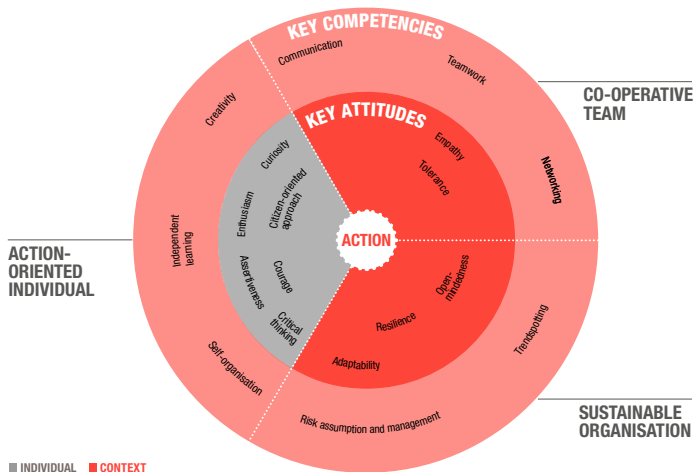 KEY COMPETENCIES
Communication
Teamwork
Networking
CO-OPERATIVE
TEAM
KEY ATTITUDES
Empathy
Tolerance
Creativity
Curiosity
Citizen-oriented
approach
Enthusiasm
Independent
learning
ACTION
ACTION-
ORIENTED
INDIVIDUAL
Assertiveness
Courage
Critical
thinking
Self-organisation
Open-
mindedness
Resilience
Adaptability
Trendspotting
Risk assumption and management
SUSTAINABLE
ORGANISATION
INDIVIDUAL
CONTEXT